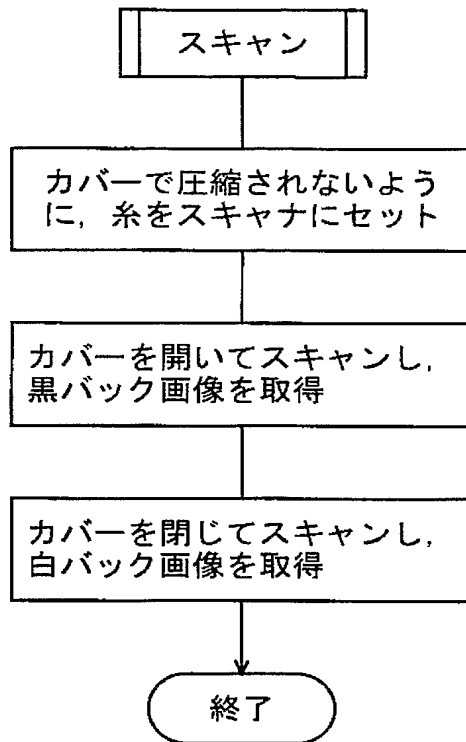 スキャン
カバーで圧縮されないよう
に，糸をスキャナにセット
カバーを開いてスキャンし，
黒バック画像を取得
カバーを閉じてスキャンし，
白バック画像を取得
終了